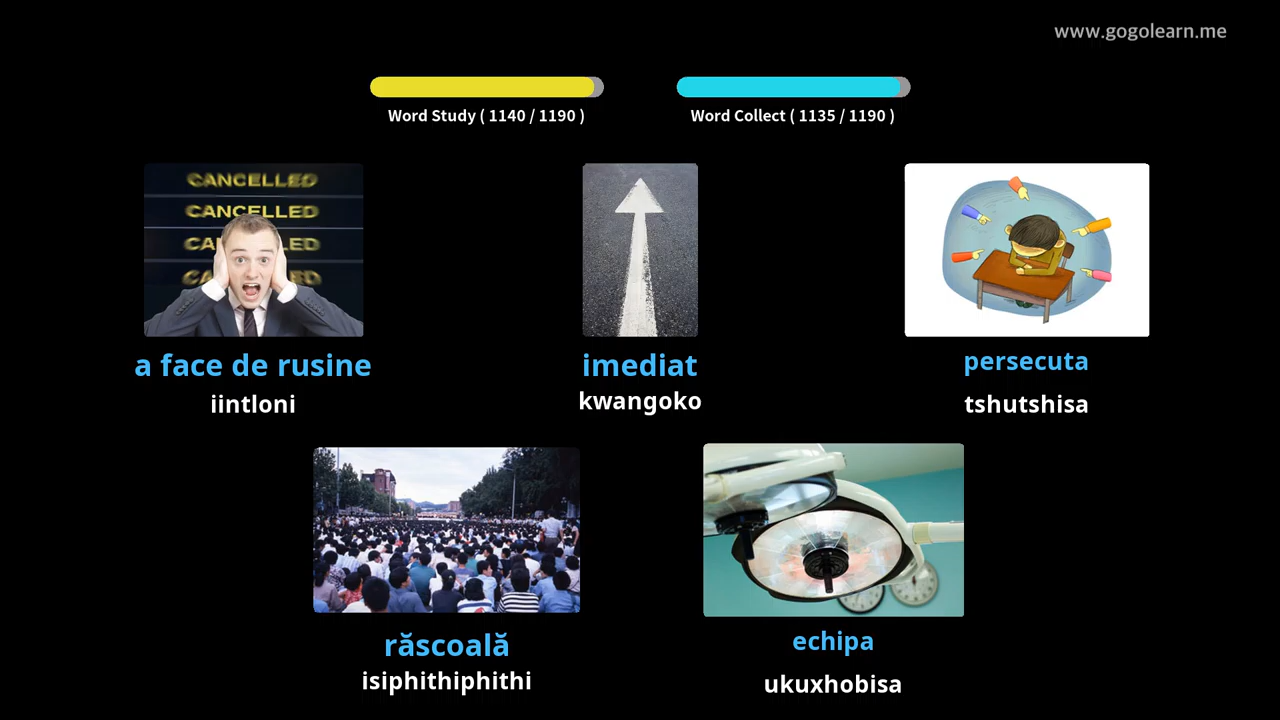 www.gogolearn.me
Word Study ( 1140 / 1190 )
Word Collect ( 1135 / 1190 )
CANCELLED
CANCELLED
a face de rusine
iintloni
imediat
kwangoko
persecuta
tshutshisa
răscoală
isiphithiphithi
echipa
ukuxhobisa